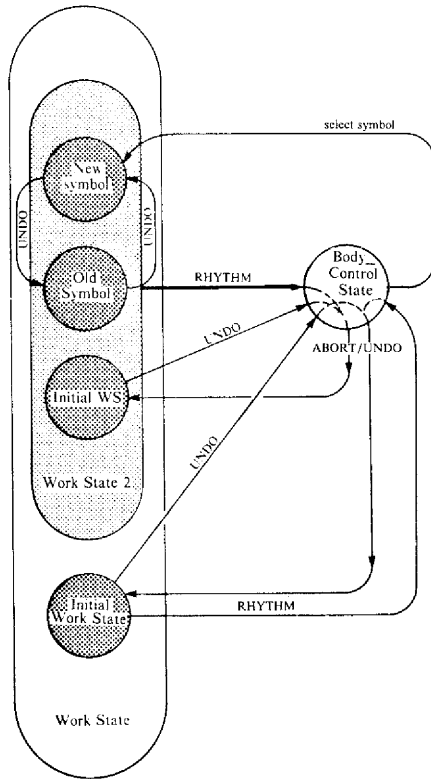 select symbol
New
symbol
UNDO
UNDO
Old
Symbol
RHYTHM
Body
Control
State
UNDO
ABORT/UNDO
Initial WS
UNDO
Work State 2
Initial
Work State
RHYTHM
Work State